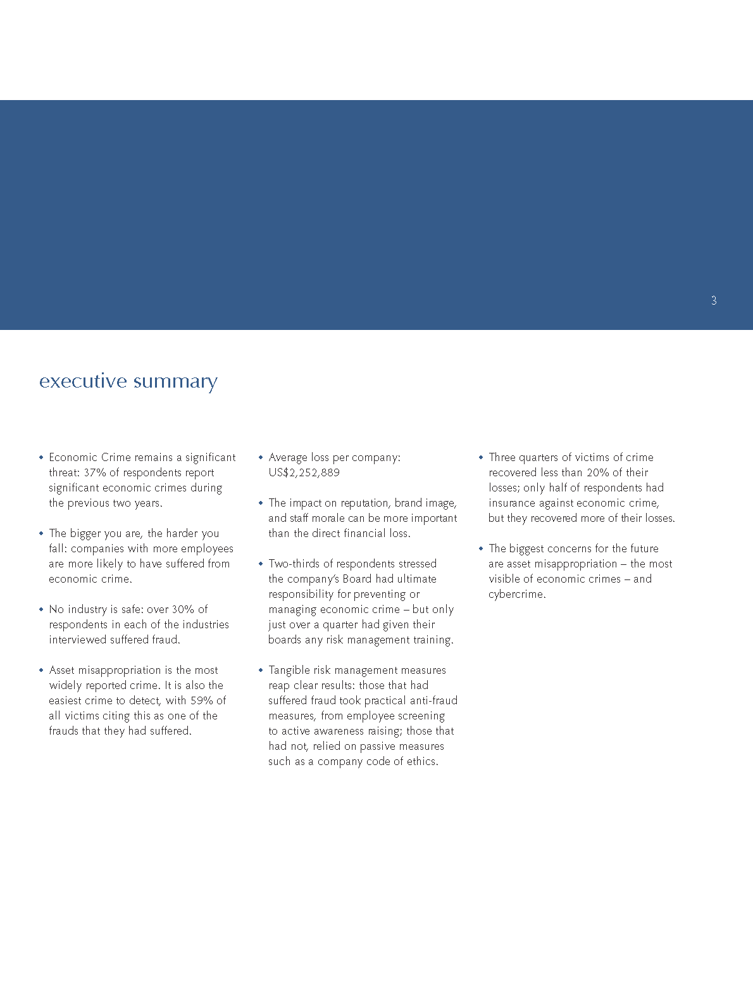 3
executive summary
• Economic Crime remains a significant
threat: 37% of respondents report
significant economic crimes during
the previous two years.
• The bigger you are, the harder you
fall: companies with more employees
are more likely to have suffered from
economic crime.
• No industry is safe: over 30% of
respondents in each of the industries
interviewed suffered fraud.
• Asset misappropriation is the most
widely reported crime. It is also the
easiest crime to detect, with 59% of
all victims citing this as one of the
frauds that they had suffered.
• Average loss per company:
US$2,252,889
• The impact on reputation, brand image,
and staff morale can be more important
than the direct financial loss.
• Two-thirds of respondents stressed
the company's Board had ultimate
responsibility for preventing or
managing economic crime – but only
just over a quarter had given their
boards any risk management training.
• Tangible risk management measures
reap clear results: those that had
suffered fraud took practical anti-fraud
measures, from employee screening
to active awareness raising; those that
had not, relied on passive measures
such as a company code of ethics.
• Three quarters of victims of crime
recovered less than 20% of their
losses; only half of respondents had
insurance against economic crime,
but they recovered more of their losses.
• The biggest concerns for the future
are asset misappropriation – the most
visible of economic crimes – and
cybercrime.